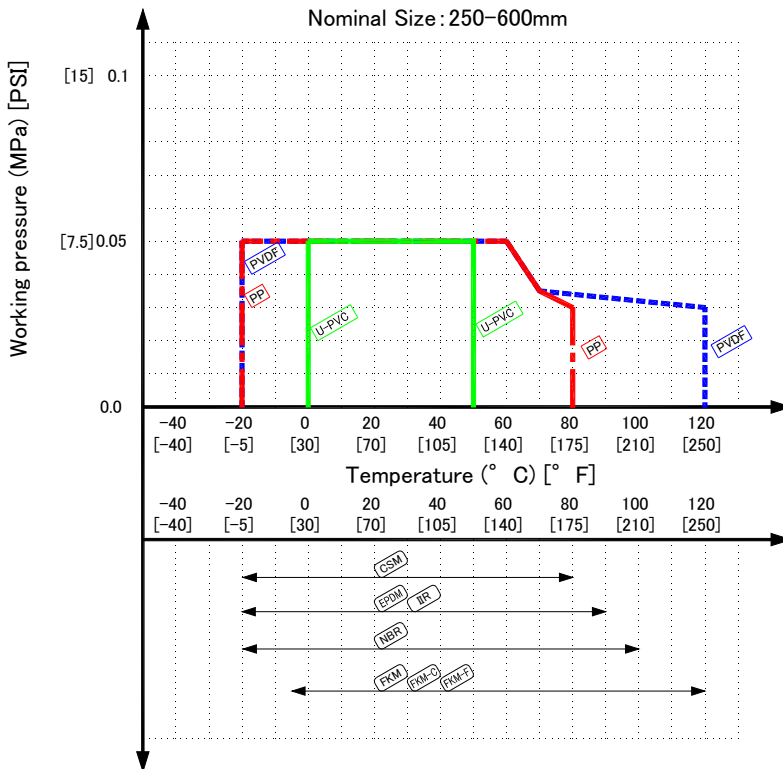 Nominal Size:250-600mm
Working pressure (MPa) [PSI]
[15] 0.1
[7.5] 0.05
0.0
PVDF
PP
U-PVC
U-PVC
PP
PVDF
-40 -20 0 20 40 60 80 100 120
[-40] [-5] [30] [70] [105] [140] [175] [210] [250]
Temperature (° C) [° F]
-40 -20 0 20 40 60 80 100 120
[-40] [-5] [30] [70] [105] [140] [175] [210] [250]
CSM
EPDM IIR
NBR
FKM FKM-C FKM-F